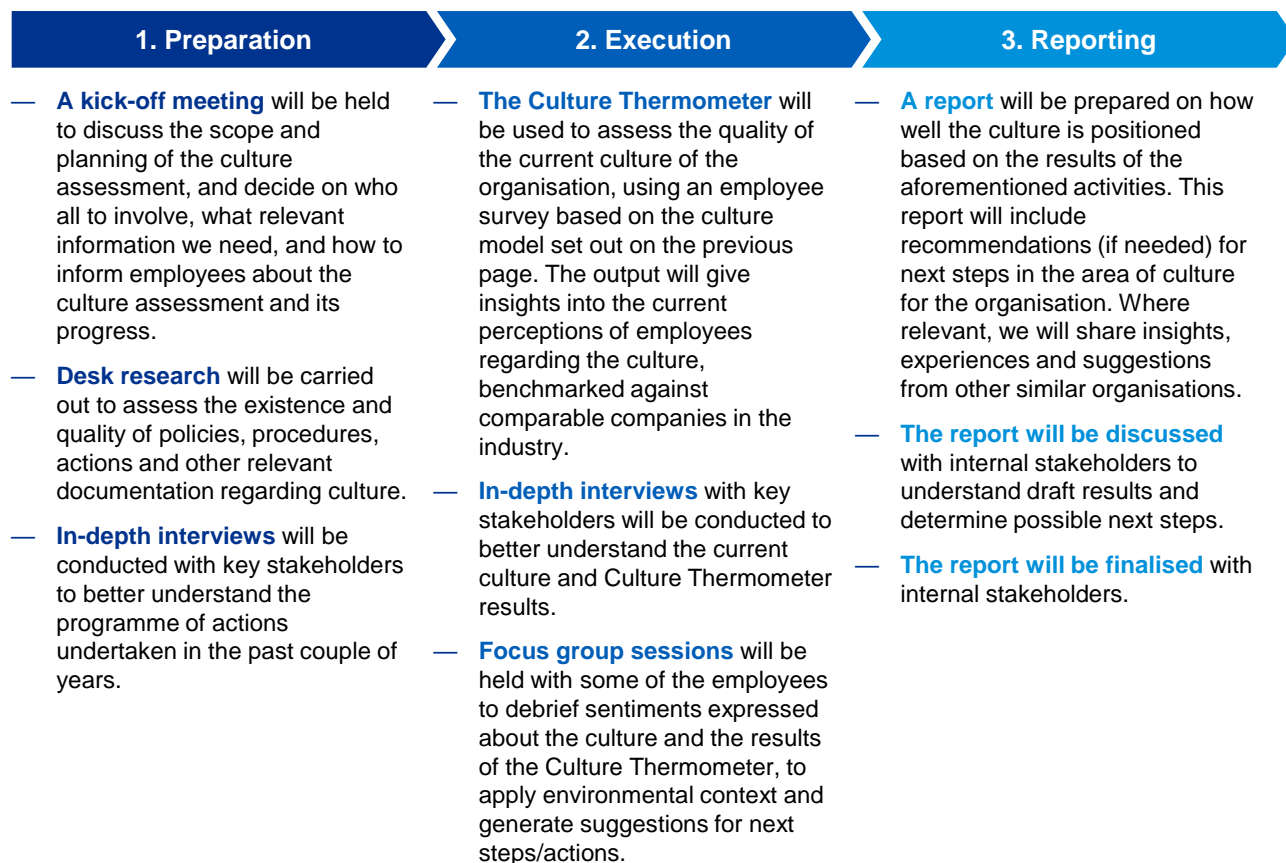 1. Preparation
2. Execution
3. Reporting
— A kick-off meeting will be held
to discuss the scope and
planning of the culture
assessment, and decide on who
all to involve, what relevant
information we need, and how to
inform employees about the
culture assessment and its
progress.
— Desk research will be carried
out to assess the existence and
quality of policies, procedures,
actions and other relevant
documentation regarding culture.
— In-depth interviews will be
conducted with key stakeholders
to better understand the
programme of actions
undertaken in the past couple of
years.
— The Culture Thermometer will
be used to assess the quality of
the current culture of the
organisation, using an employee
survey based on the culture
model set out on the previous
page. The output will give
insights into the current
perceptions of employees
regarding the culture,
benchmarked against
comparable companies in the
industry.
— In-depth interviews with key
stakeholders will be conducted to
better understand the current
culture and Culture Thermometer
results.
— Focus group sessions will be
held with some of the employees
to debrief sentiments expressed
about the culture and the results
of the Culture Thermometer, to
apply environmental context and
generate suggestions for next
steps/actions.
— A report will be prepared on how
well the culture is positioned
based on the results of the
aforementioned activities. This
report will include
recommendations (if needed) for
next steps in the area of culture
for the organisation. Where
relevant, we will share insights,
experiences and suggestions
from other similar organisations.
— The report will be discussed
with internal stakeholders to
understand draft results and
determine possible next steps.
— The report will be finalised with
internal stakeholders.